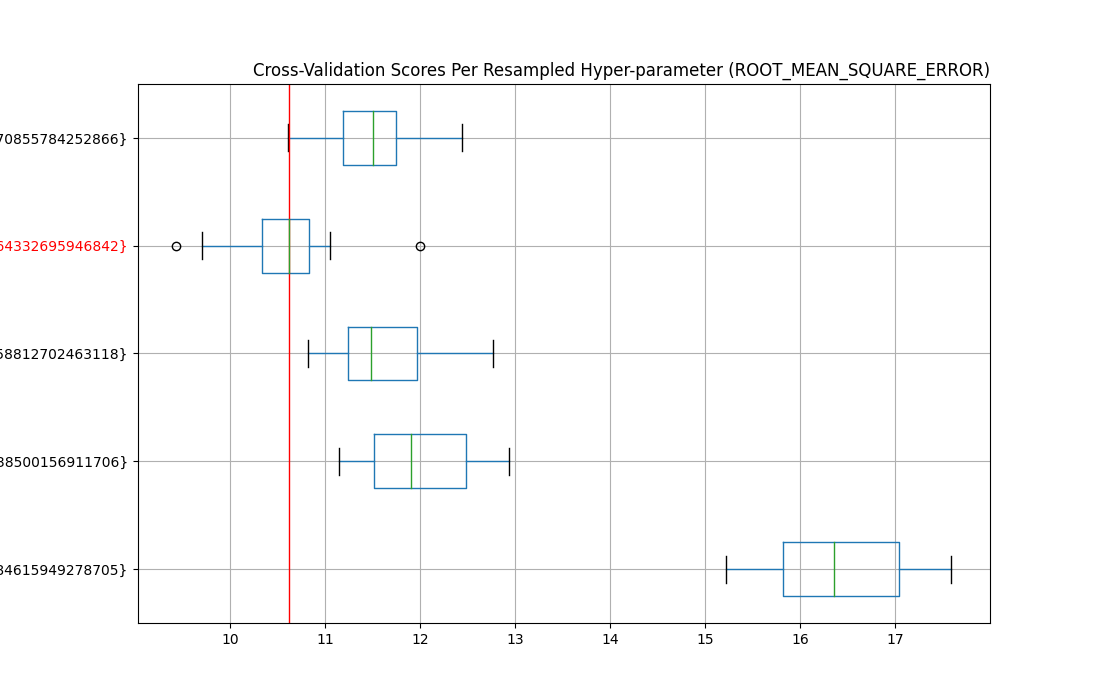 Cross-Validation Scores Per Resampled Hyper-parameter (ROOT_MEAN_SQUARE_ERROR)
70855784252866}
64332695946842}
58812702463118}
38500156911706}
34615949278705}
10 11 12 13 14 15 16 17